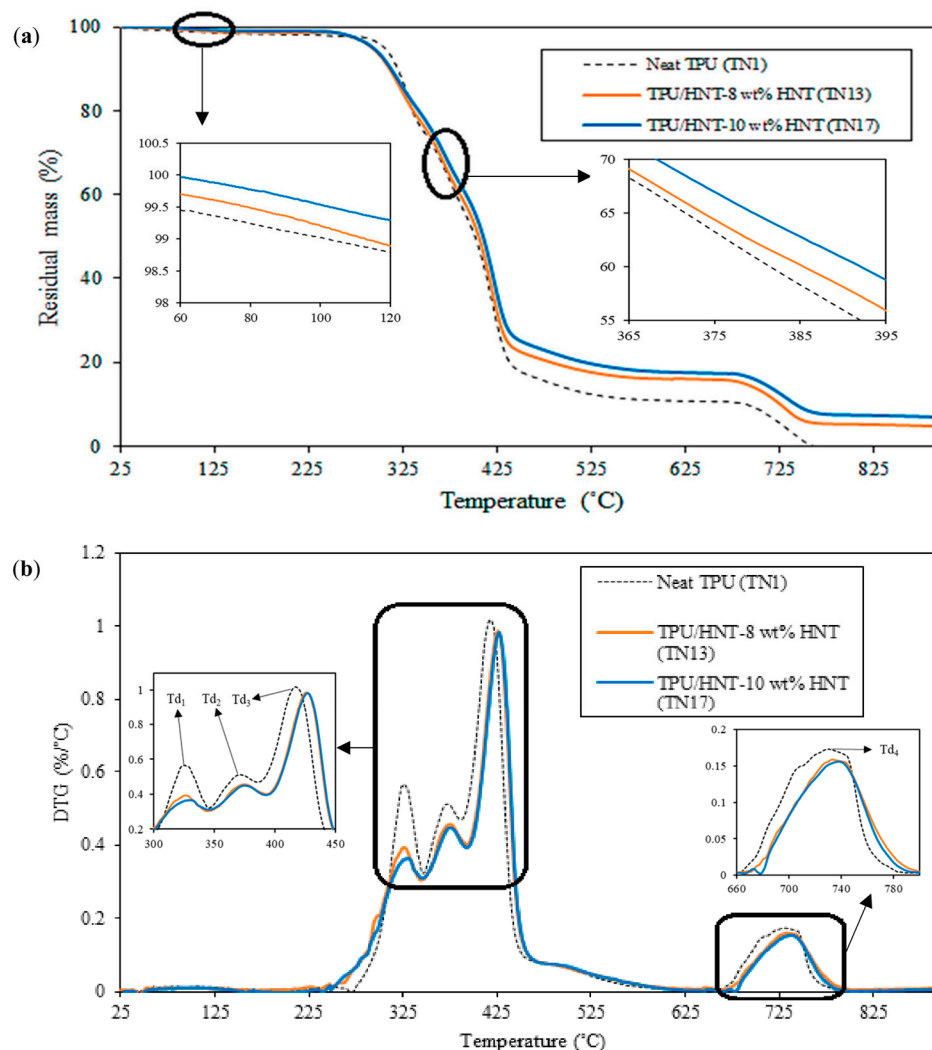 (a)
100
80
60
40
20
0
Residual mass (%)
25 125 225 325 425 525 625 725 825
Temperature (˚C)
Neat TPU (TN1)
TPU/HNT-8 wt% HNT (TN13)
TPU/HNT-10 wt% HNT (TN17)
100.5
100
99.5
99
98.5
98
60 80 100 120
70
65
60
55
365 375 385 395
(b)
1.2
1
0.8
0.6
0.4
0.2
0
DTG (%/°C)
25 125 225 325 425 525 625 725 825
Temperature (˚C)
Neat TPU (TN1)
TPU/HNT-8 wt% HNT
(TN13)
TPU/HNT-10 wt% HNT
(TN17)
1
0.8
0.6
0.4
0.2
300 350 400 450
Td1 Td2 Td3
0.2
0.15
0.1
0.05
0
660 700 740 780
Td4